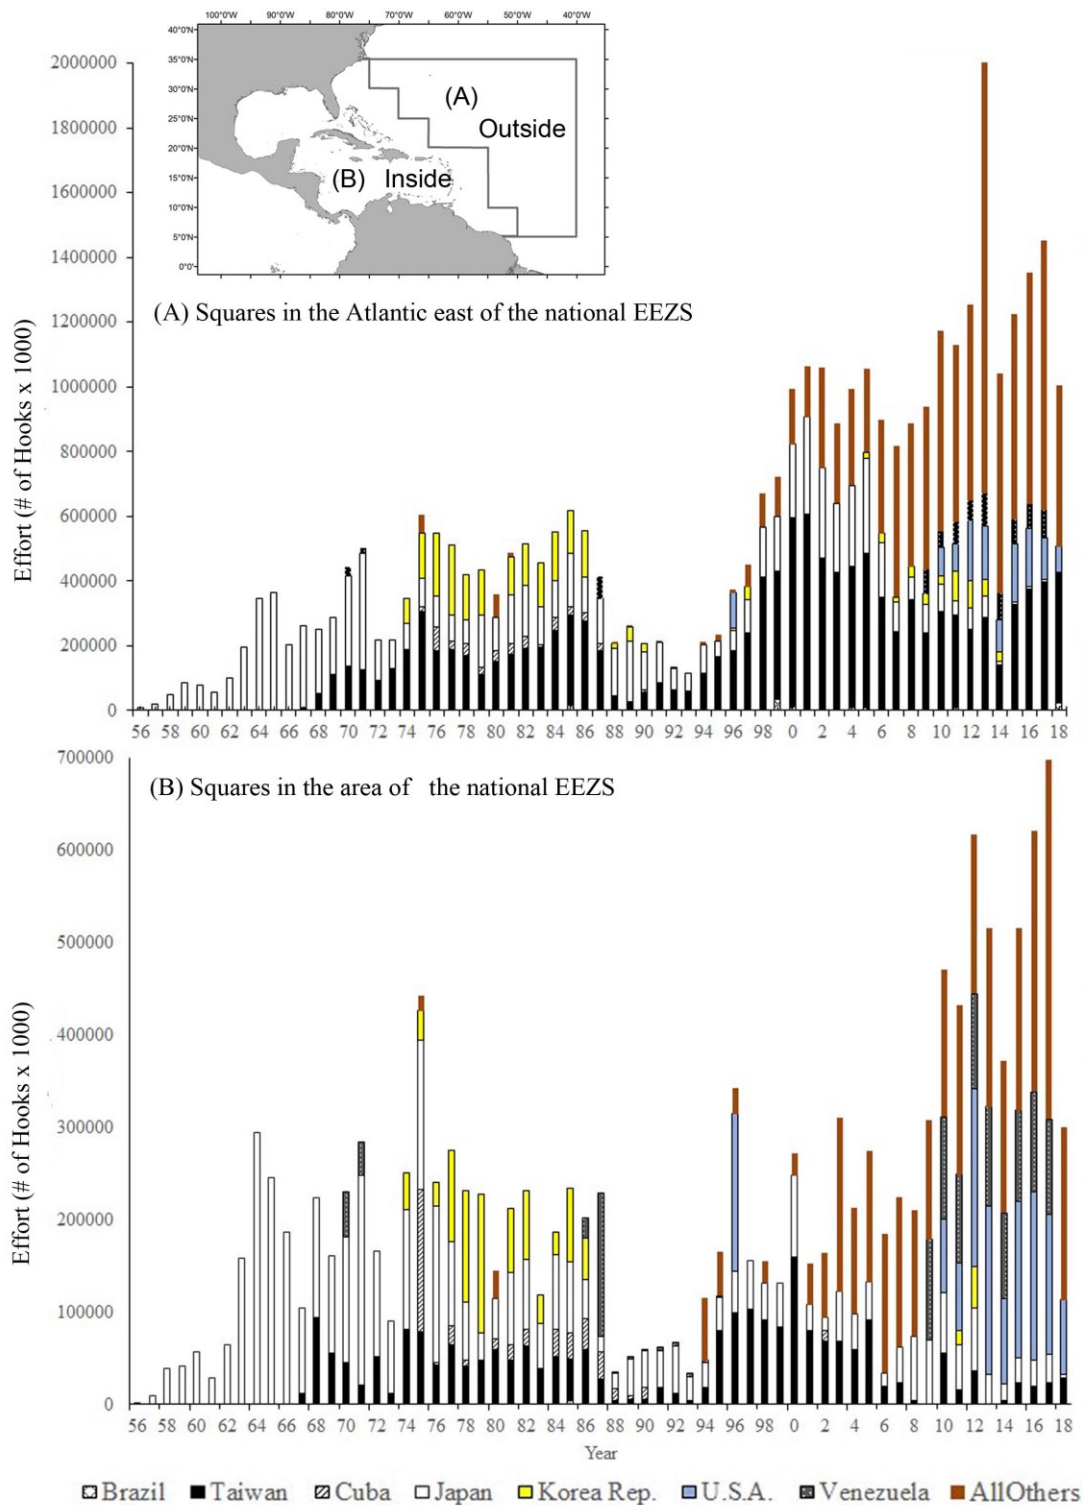 100°0'W 90°0'W 80°0'W 70°0'W 60°0'W 50°0'W 40°0'W
40°0'N
35°0'N
30°0'N
25°0'N
20°0'N
15°0'N
10°0'N
5°0'N
0°0'
(A)
Outside
(B) Inside
(A) Squares in the Atlantic east of the national EEZS
Effort (# of Hooks x 1000)
2000000
1800000
1600000
1400000
1200000
1000000
800000
600000
400000
200000
0
56 58 60 62 64 66 68 70 72 74 76 78 80 82 84 86 88 90 92 94 96 98 0 2 4 6 8 10 12 14 16 18
(B) Squares in the area of the national EEZS
Effort (# of Hooks x 1000)
700000
600000
500000
400000
300000
200000
100000
0
56 58 60 62 64 66 68 70 72 74 76 78 80 82 84 86 88 90 92 94 96 98 0 2 4 6 8 10 12 14 16 18
Year
Brazil Taiwan Cuba Japan Korea Rep. U.S.A. Venezuela AllOthers